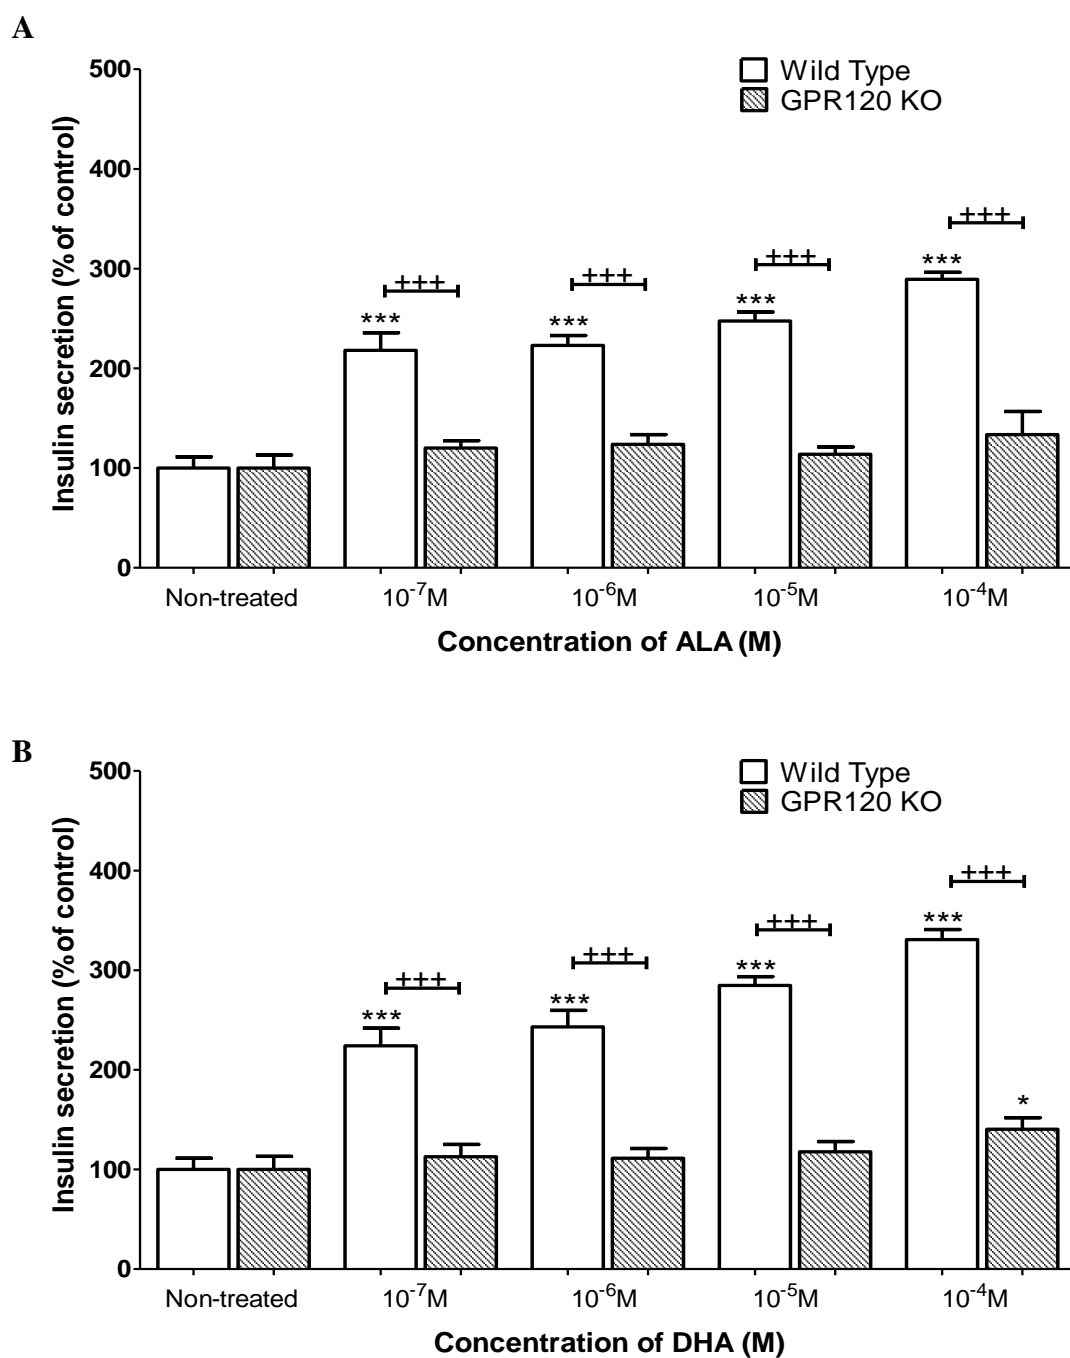 A
Wild Type
GPR120 KO
500
400
300
200
100
0
Insulin secretion (% of control)
+++
+++
+++
+++
***
***
***
***
Non-treated
10⁻⁷M
10⁻⁶M
10⁻⁵M
10⁻⁴M
Concentration of ALA (M)
B
Wild Type
GPR120 KO
500
400
300
200
100
0
Insulin secretion (% of control)
+++
+++
+++
+++
***
***
***
***
*
Non-treated
10⁻⁷M
10⁻⁶M
10⁻⁵M
10⁻⁴M
Concentration of DHA (M)